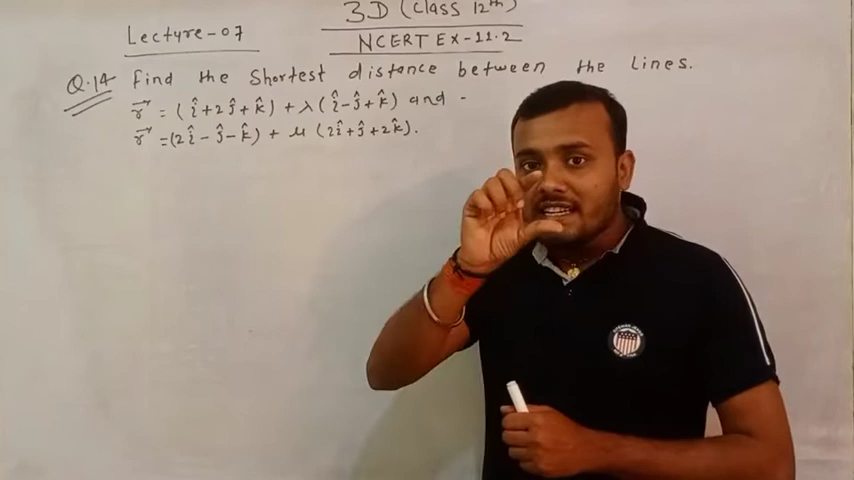 3D (Class 12th)
Lecture-07
NCERT EX-11.2
Q.14 Find the Shortest distance between the lines.
r⃗ = (î+2ĵ+k̂) + λ(î-ĵ+k̂) and -
r⃗ =(2î-ĵ-k̂) + μ (2î+ĵ+2k̂).